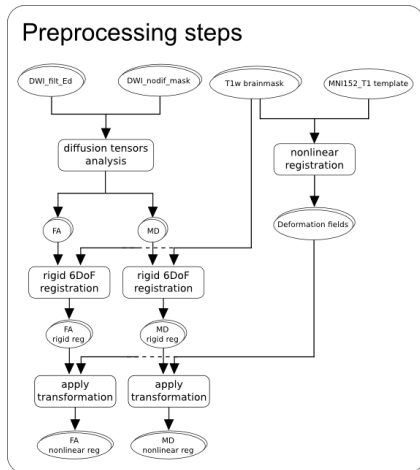 Preprocessing steps
DWI_filt_Ed
DWI_nodif_mask
T1w brainmask
MNI152_T1 template
diffusion tensors
analysis
nonlinear
registration
FA
MD
Deformation fields
rigid 6DoF
registration
rigid 6DoF
registration
FA
rigid reg
MD
rigid reg
apply
transformation
apply
transformation
FA
nonlinear reg
MD
nonlinear reg